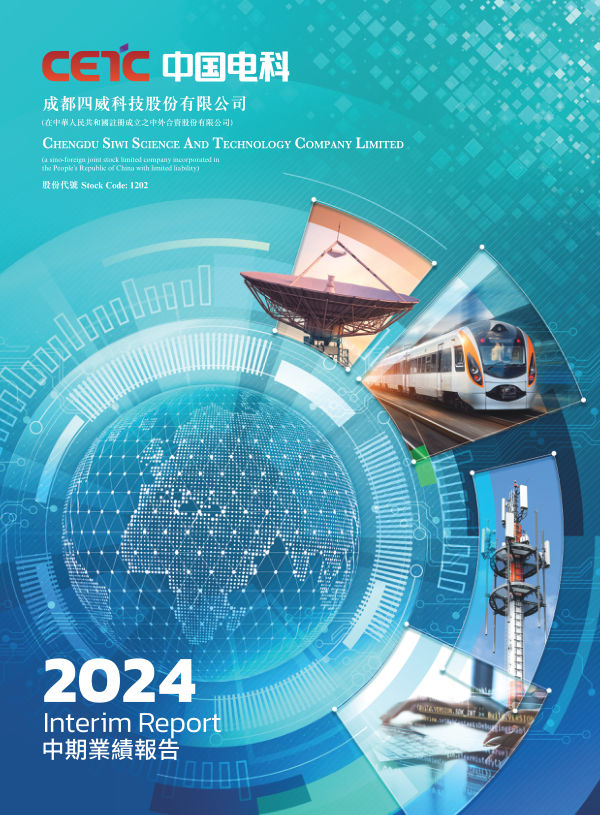 CETC 中国电科
成都四威科技股份有限公司
(在中華人民共和國註冊成立之中外合資股份有限公司)
CHENGDU SIWI SCIENCE AND TECHNOLOGY COMPANY LIMITED
(a sino-foreign joint stock limited company incorporated in
the People's Republic of China with limited liability)
股份代號 Stock Code: 1202
2024
Interim Report
中期業績報告